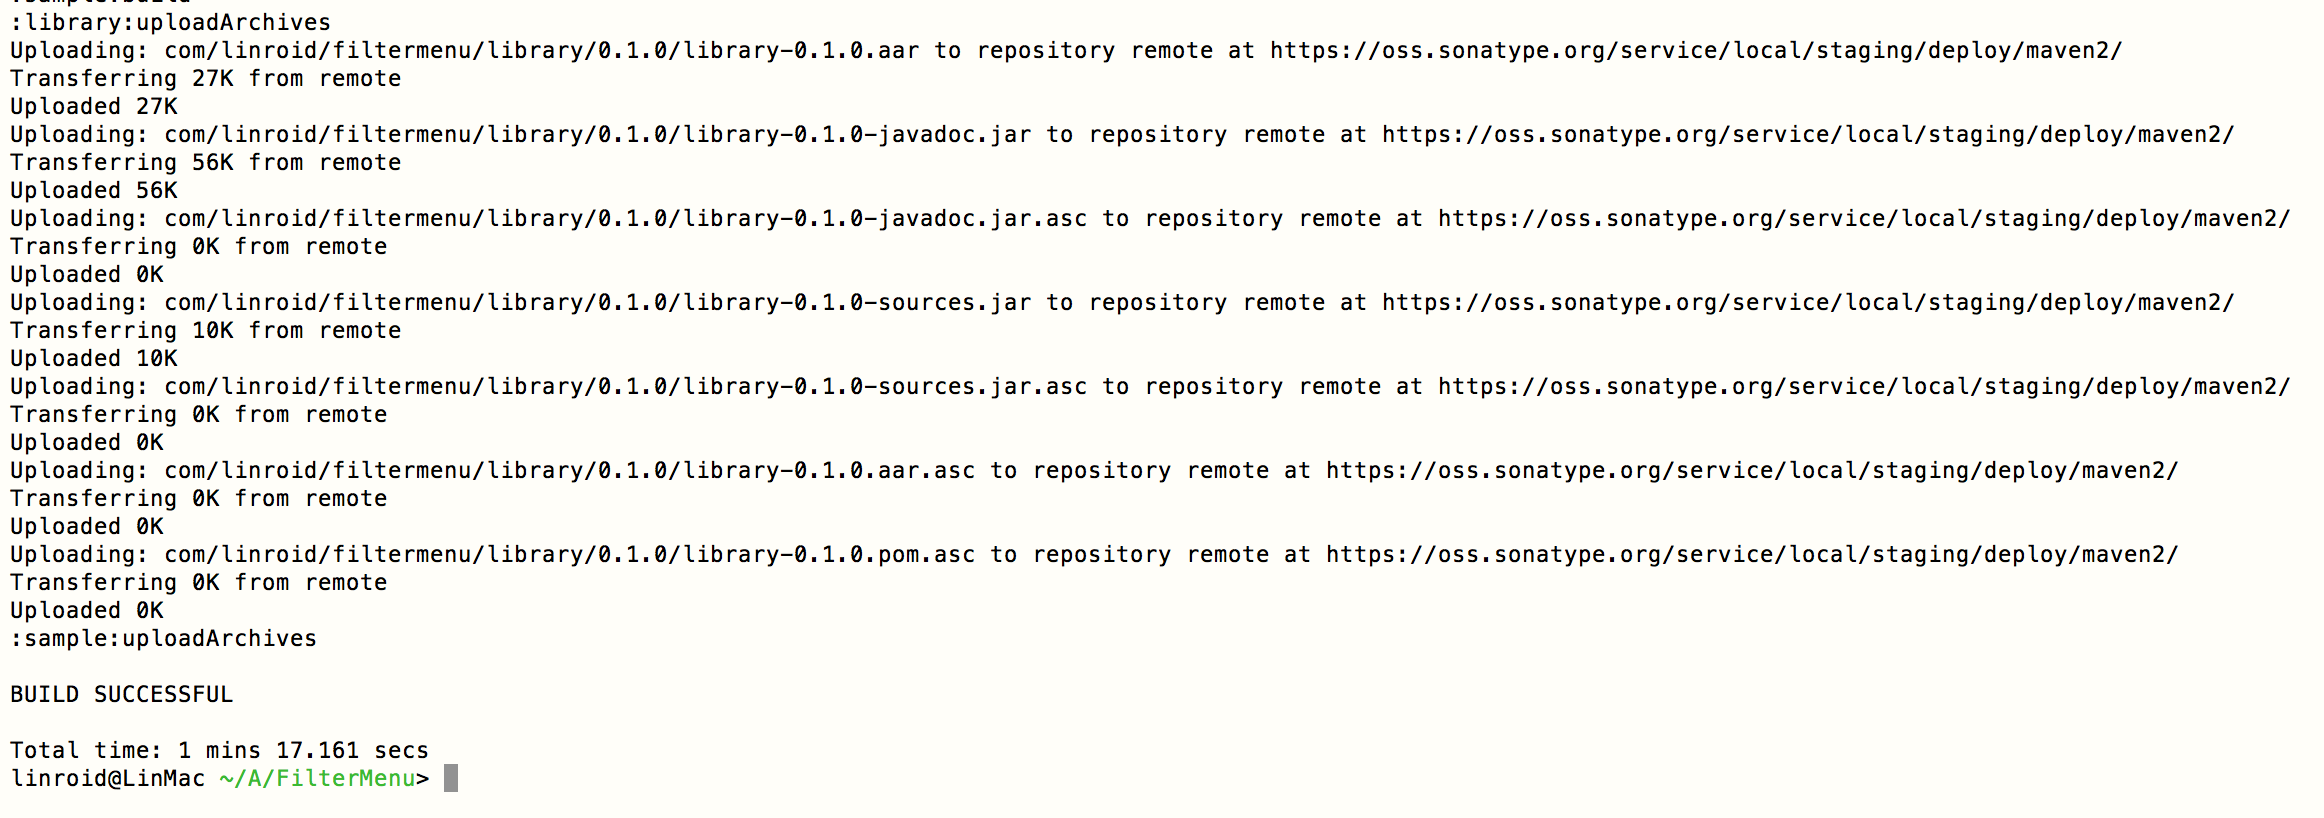 :sample:build
:library:uploadArchives
Uploading: com/linroid/filtermenu/library/0.1.0/library-0.1.0.aar to repository remote at https://oss.sonatype.org/service/local/staging/deploy/maven2/
Transferring 27K from remote
Uploaded 27K
Uploading: com/linroid/filtermenu/library/0.1.0/library-0.1.0-javadoc.jar to repository remote at https://oss.sonatype.org/service/local/staging/deploy/maven2/
Transferring 56K from remote
Uploaded 56K
Uploading: com/linroid/filtermenu/library/0.1.0/library-0.1.0-javadoc.jar.asc to repository remote at https://oss.sonatype.org/service/local/staging/deploy/maven2/
Transferring 0K from remote
Uploaded 0K
Uploading: com/linroid/filtermenu/library/0.1.0/library-0.1.0-sources.jar to repository remote at https://oss.sonatype.org/service/local/staging/deploy/maven2/
Transferring 10K from remote
Uploaded 10K
Uploading: com/linroid/filtermenu/library/0.1.0/library-0.1.0-sources.jar.asc to repository remote at https://oss.sonatype.org/service/local/staging/deploy/maven2/
Transferring 0K from remote
Uploaded 0K
Uploading: com/linroid/filtermenu/library/0.1.0/library-0.1.0.aar.asc to repository remote at https://oss.sonatype.org/service/local/staging/deploy/maven2/
Transferring 0K from remote
Uploaded 0K
Uploading: com/linroid/filtermenu/library/0.1.0/library-0.1.0.pom.asc to repository remote at https://oss.sonatype.org/service/local/staging/deploy/maven2/
Transferring 0K from remote
Uploaded 0K
:sample:uploadArchives
BUILD SUCCESSFUL
Total time: 1 mins 17.161 secs
linroid@LinMac ~/A/FilterMenu>